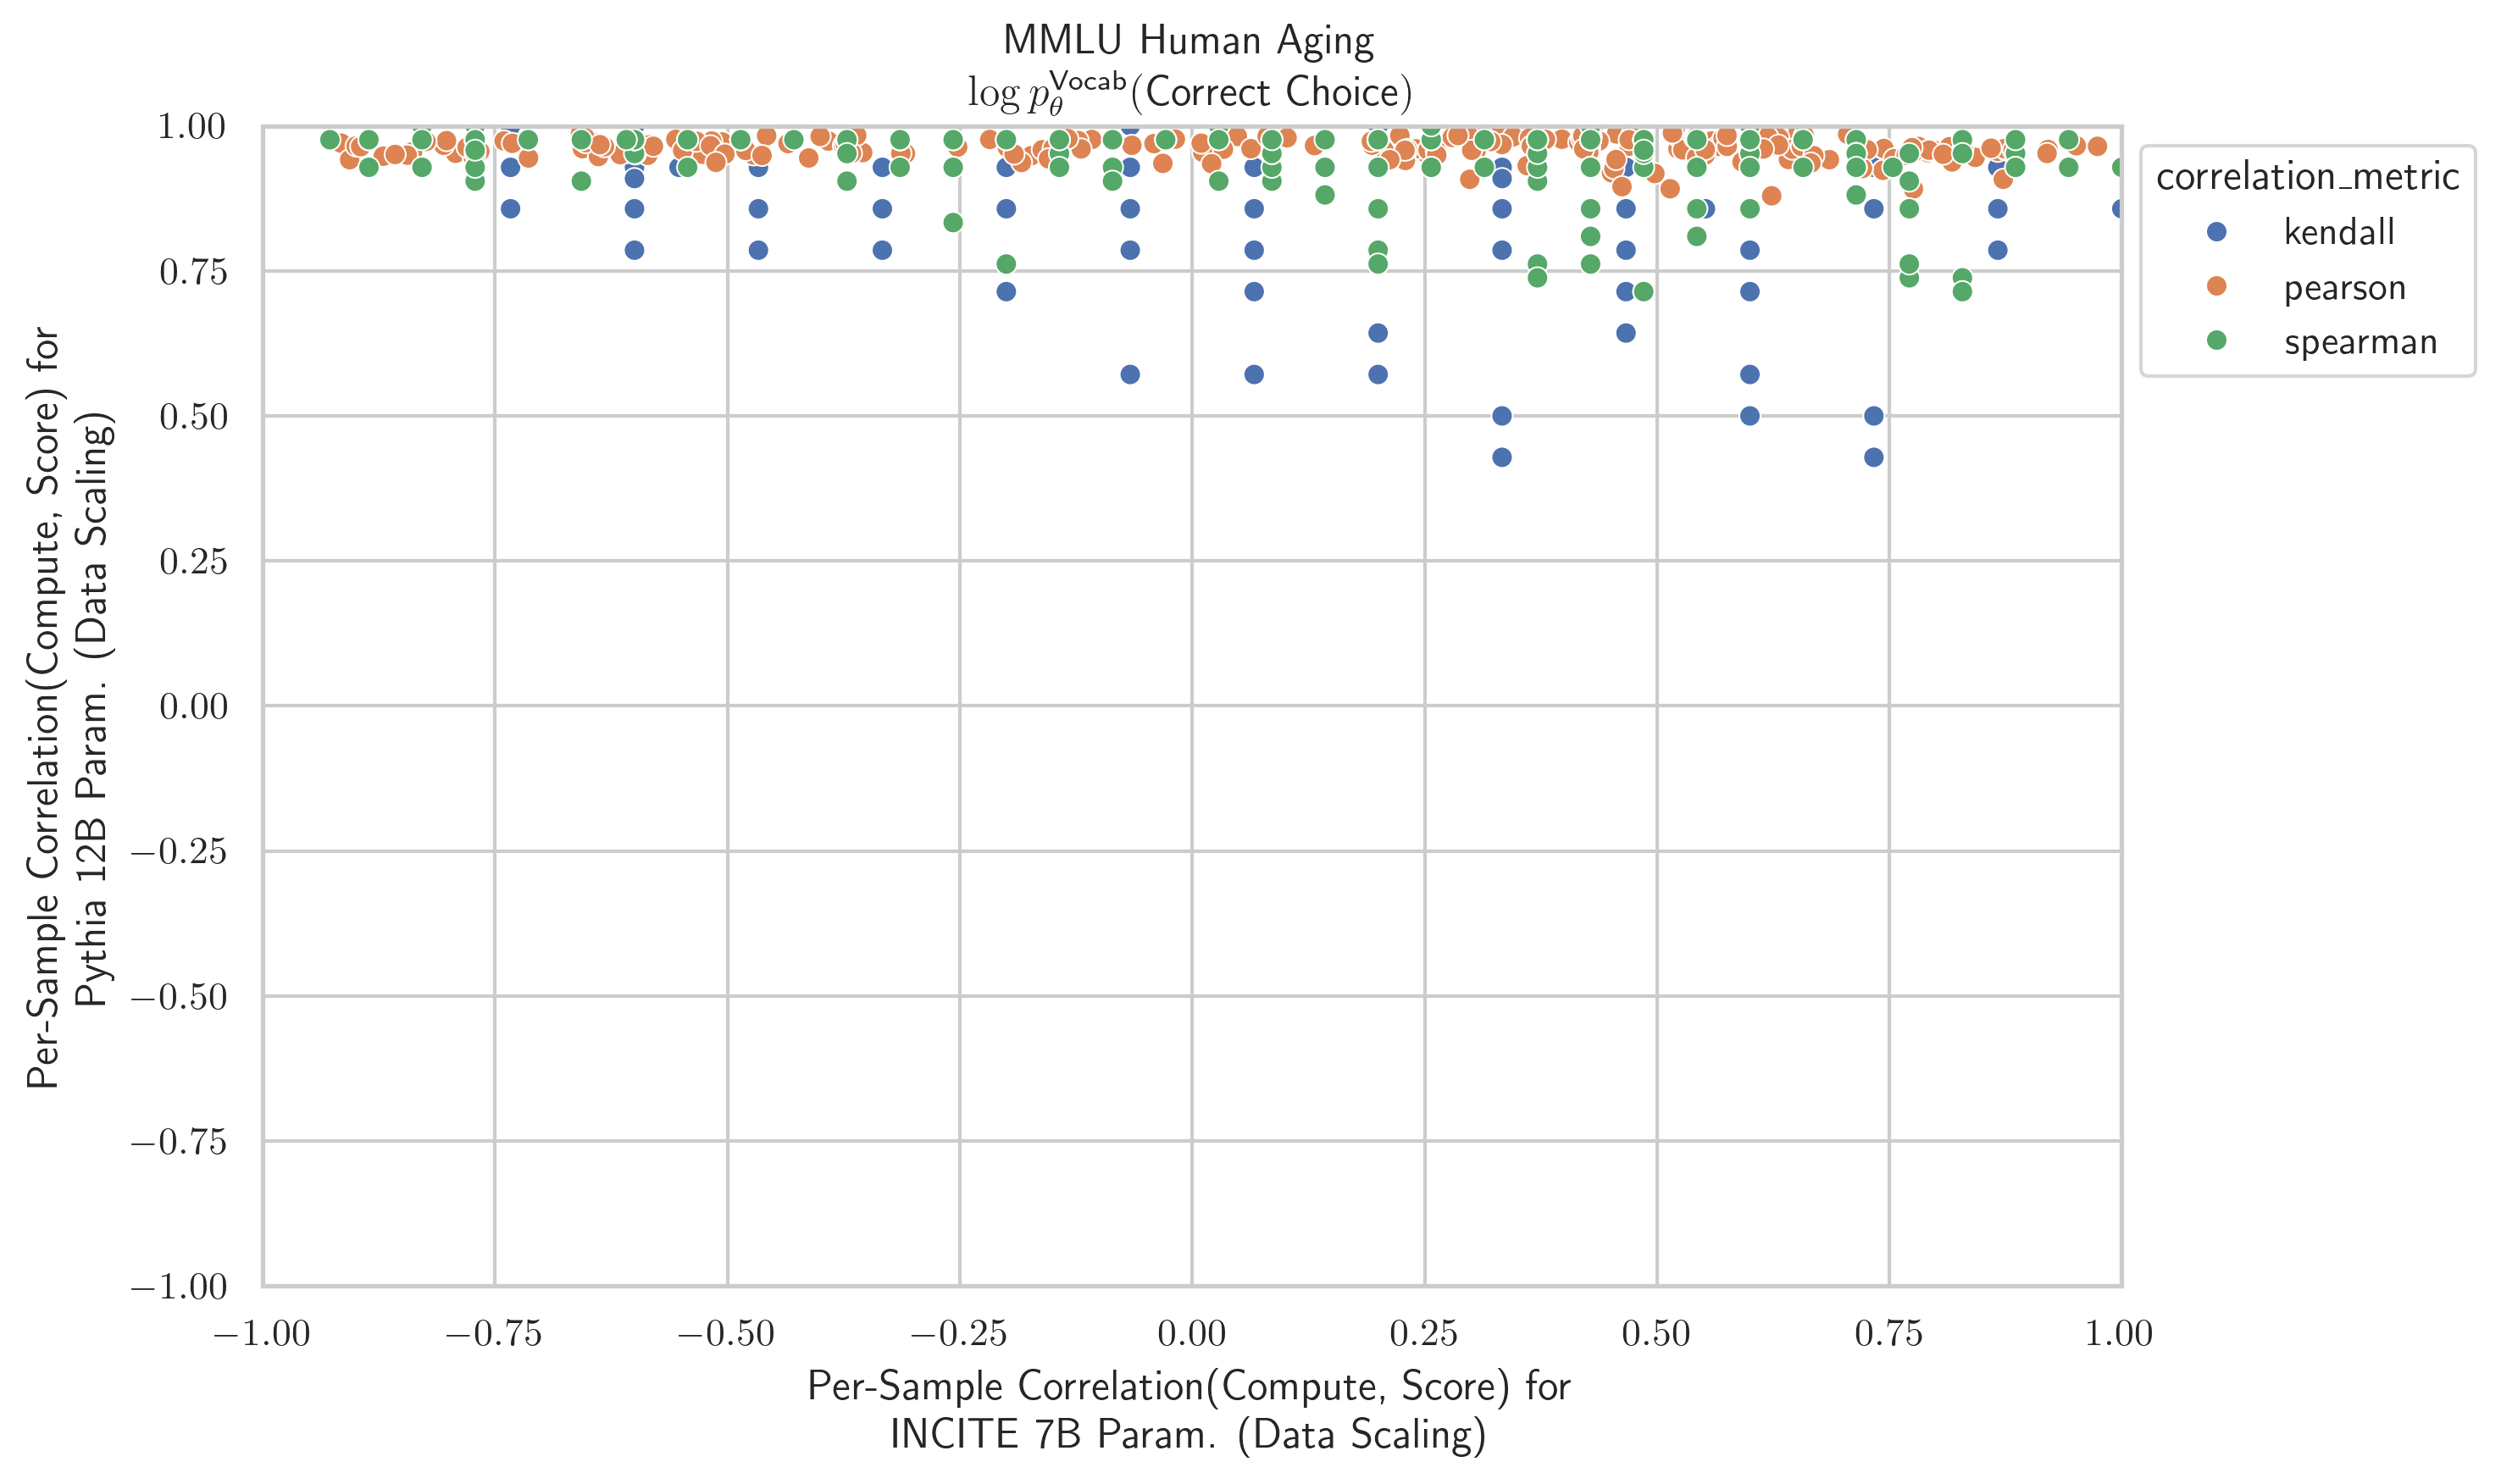 MMLU Human Aging
log p_θ^Vocab(Correct Choice)
1.00
0.75
0.50
0.25
0.00
−0.25
−0.50
−0.75
−1.00
Per-Sample Correlation(Compute, Score) for
Pythia 12B Param. (Data Scaling)
−1.00
−0.75
−0.50
−0.25
0.00
0.25
0.50
0.75
1.00
Per-Sample Correlation(Compute, Score) for
INCITE 7B Param. (Data Scaling)
correlation_metric
kendall
pearson
spearman